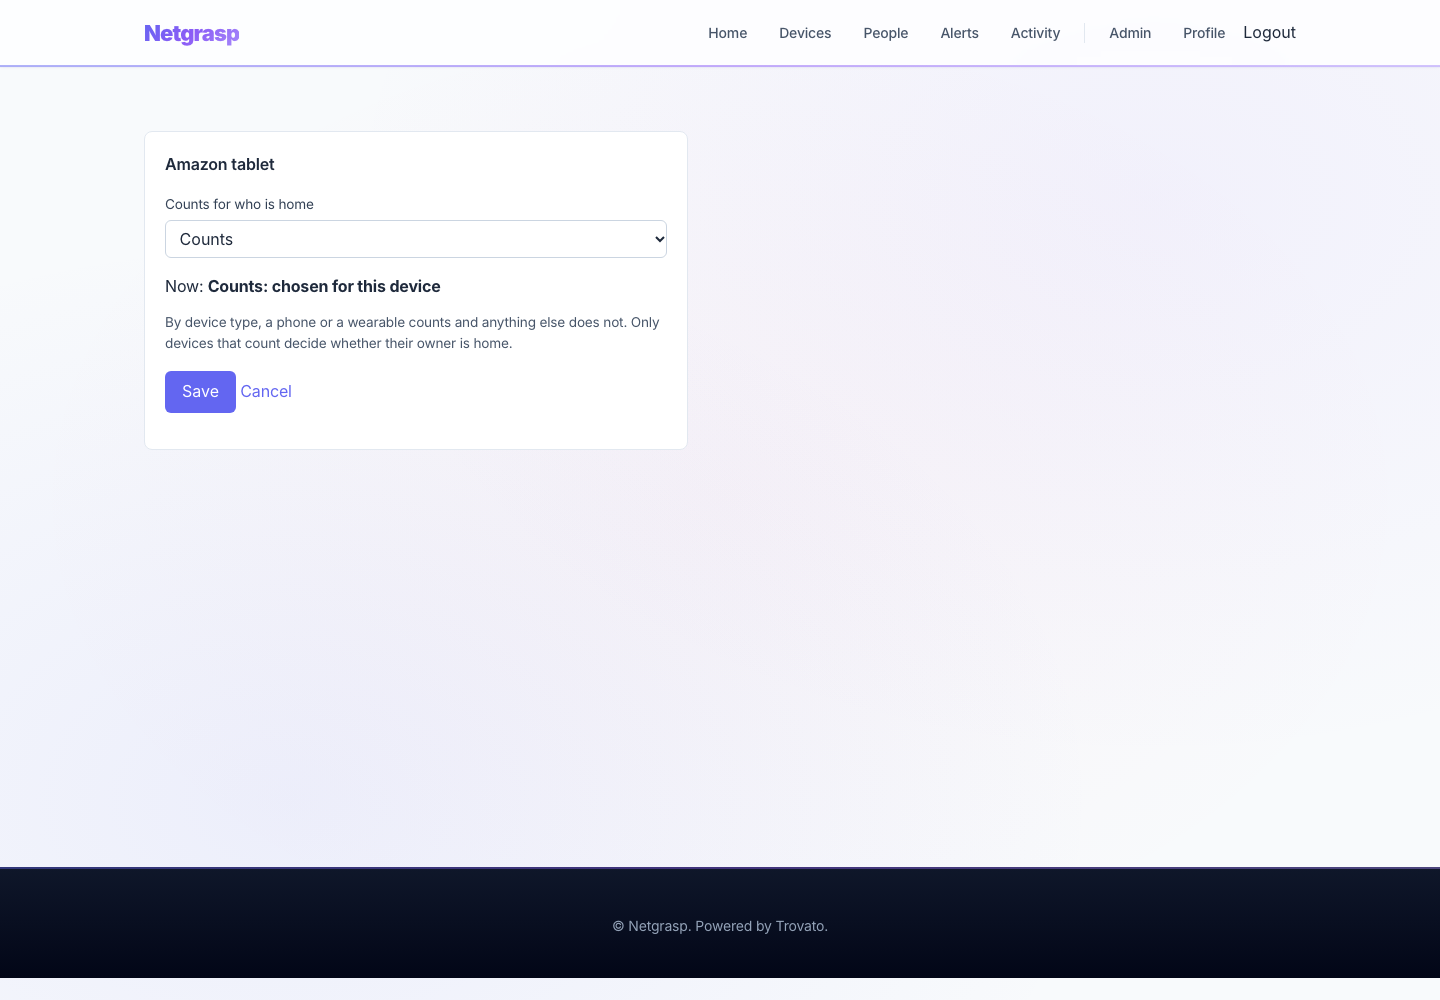 Netgrasp
Home Devices People Alerts Activity Admin Profile Logout
Amazon tablet
Counts for who is home
Counts
Now: Counts: chosen for this device
By device type, a phone or a wearable counts and anything else does not. Only
devices that count decide whether their owner is home.
Save Cancel
© Netgrasp. Powered by Trovato.